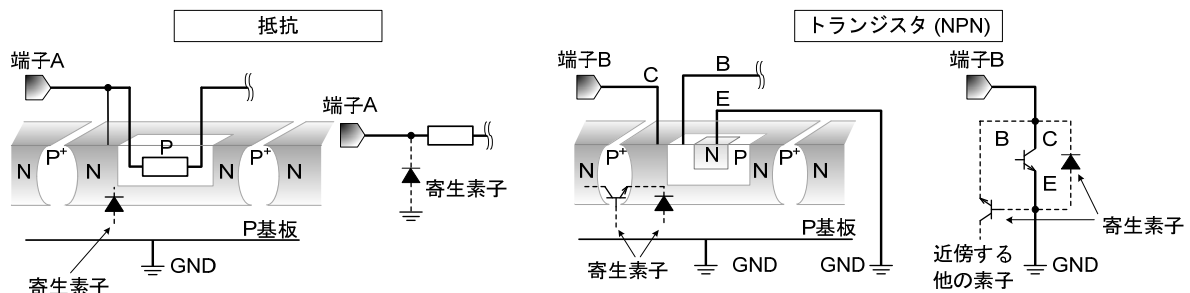 抵抗
トランジスタ (NPN)
端子A
端子A
N
P+
N
P
N
P+
N
寄生素子
P基板
GND
寄生素子
端子B
C
B
E
N
P+
N
N
P
N
P+
N
P基板
寄生素子
GND
GND
端子B
B
C
E
寄生素子
近傍する
他の素子
GND